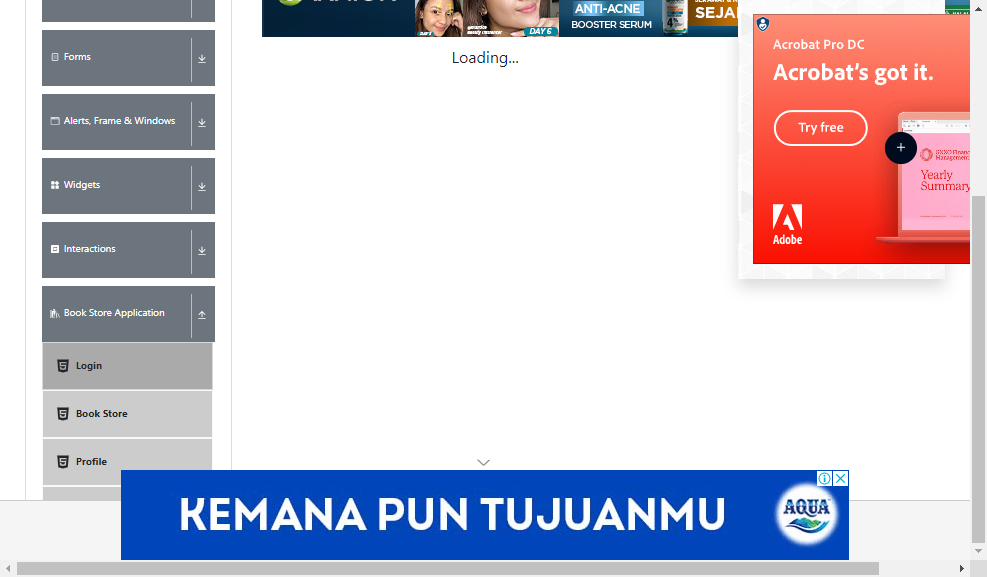 ANTI-ACNE
BOOSTER SERUM
DAY 6
Loading...
Forms
Alerts, Frame & Windows
Widgets
Interactions
Book Store Application
Login
Book Store
Profile
Acrobat Pro DC
Acrobat's got it.
Try free
Yearly
Summary
Adobe
KEMANA PUN TUJUANMU
AQUA